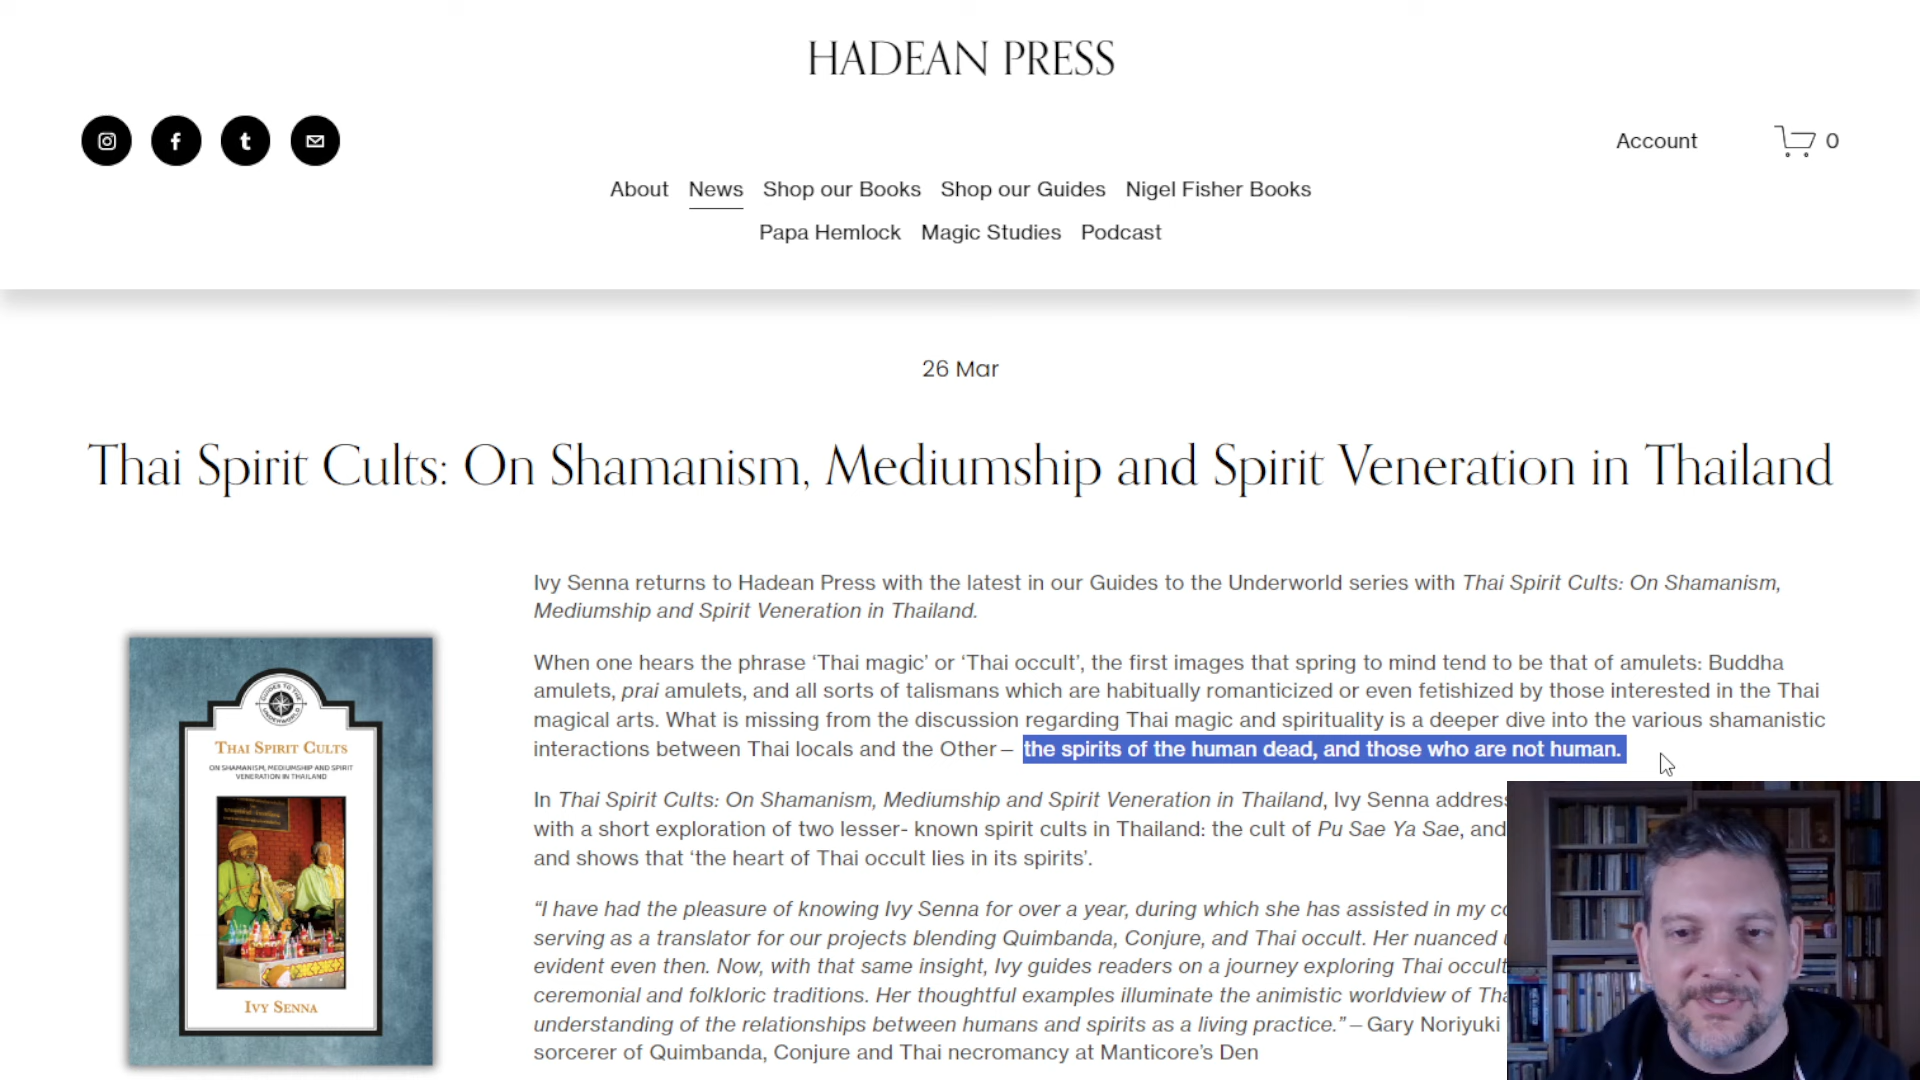 HADEAN PRESS
Account
0
About News Shop our Books Shop our Guides Nigel Fisher Books
Papa Hemlock Magic Studies Podcast
26 Mar
Thai Spirit Cults: On Shamanism, Mediumship and Spirit Veneration in Thailand
Ivy Senna returns to Hadean Press with the latest in our Guides to the Underworld series with Thai Spirit Cults: On Shamanism,
Mediumship and Spirit Veneration in Thailand.
When one hears the phrase ‘Thai magic’ or ‘Thai occult’, the first images that spring to mind tend to be that of amulets: Buddha
amulets, prai amulets, and all sorts of talismans which are habitually romanticized or even fetishized by those interested in the Thai
magical arts. What is missing from the discussion regarding Thai magic and spirituality is a deeper dive into the various shamanistic
interactions between Thai locals and the Other – the spirits of the human dead, and those who are not human.
In Thai Spirit Cults: On Shamanism, Mediumship and Spirit Veneration in Thailand, Ivy Senna addres
with a short exploration of two lesser- known spirit cults in Thailand: the cult of Pu Sae Ya Sae, and
and shows that ‘the heart of Thai occult lies in its spirits’.
“I have had the pleasure of knowing Ivy Senna for over a year, during which she has assisted in my
serving as a translator for our projects blending Quimbanda, Conjure, and Thai occult. Her nuanced
evident even then. Now, with that same insight, Ivy guides readers on a journey exploring Thai occult
ceremonial and folkloric traditions. Her thoughtful examples illuminate the animistic worldview of
understanding of the relationships between humans and spirits as a living practice.” – Gary Noriyuki
sorcerer of Quimbanda, Conjure and Thai necromancy at Manticore’s Den
GUIDES TO THE UNDERWORLD
THAI SPIRIT CULTS
ON SHAMANISM, MEDIUMSHIP AND SPIRIT
VENERATION IN THAILAND
IVY SENNA